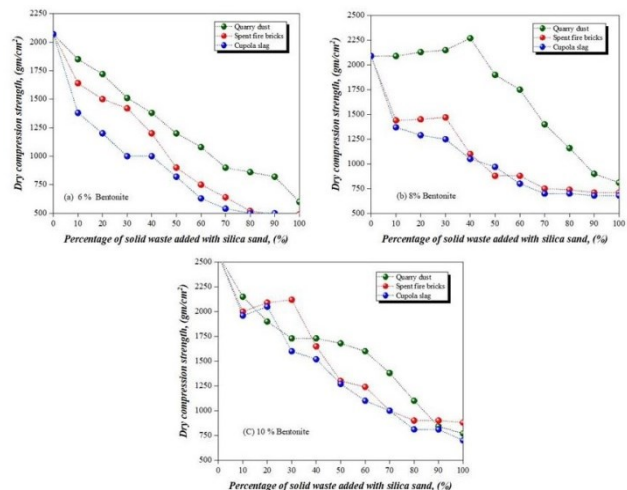 2250
2000
1750
1500
1250
1000
750
500
Dry compression strength, (gm/cm²)
Quarry dust
Spent fire bricks
Cupola slag
(a) 6 % Bentonite
0 10 20 30 40 50 60 70 80 90 100
Percentage of solid waste added with silica sand, (%)
2500
2250
2000
1750
1500
1250
1000
750
500
Dry compression strength, (gm/cm²)
Quarry dust
Spent fire bricks
Cupola slag
(b) 8% Bentonite
0 10 20 30 40 50 60 70 80 90 100
Percentage of solid waste added with silica sand, (%)
2500
2250
2000
1750
1500
1250
1000
750
500
Dry compression strength, (gm/cm²)
Quarry dust
Spent fire bricks
Cupola slag
(C) 10 % Bentonite
0 10 20 30 40 50 60 70 80 90 100
Percentage of solid waste added with silica sand, (%)